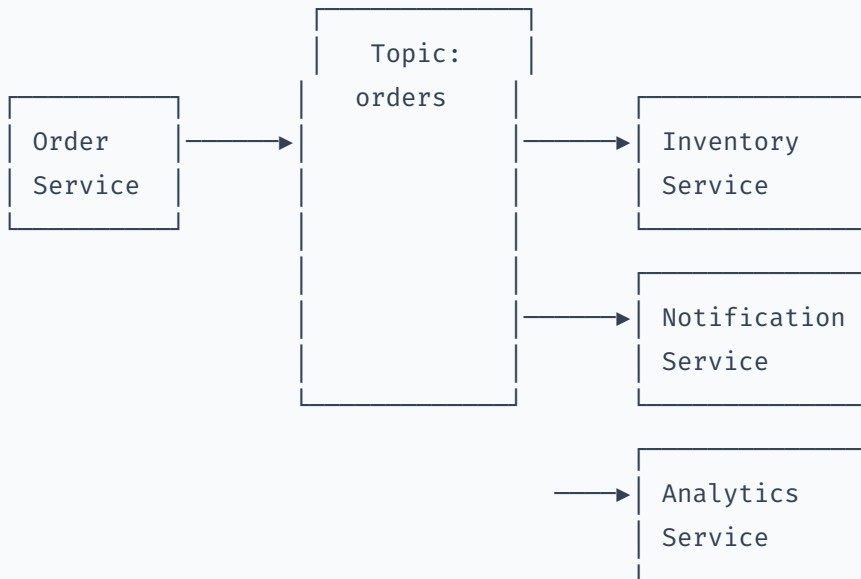 Topic:
orders
Order
Service
Inventory
Service
Notification
Service
Analytics
Service